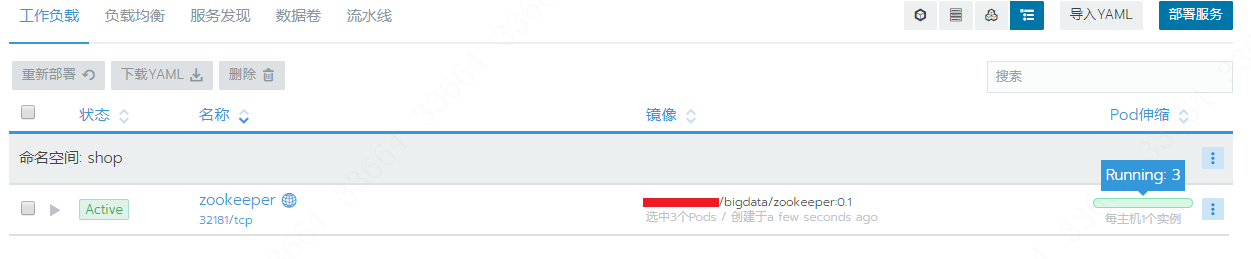 工作负载 负载均衡 服务发现 数据卷 流水线 导入YAML 部署服务
重新部署 下载YAML 删除 搜索
状态 名称 镜像 Pod伸缩
命名空间: shop
Running: 3
Active zookeeper /bigdata/zookeeper:0.1
32181/tcp 选中3个Pods / 创建于a few seconds ago 每主机1个实例